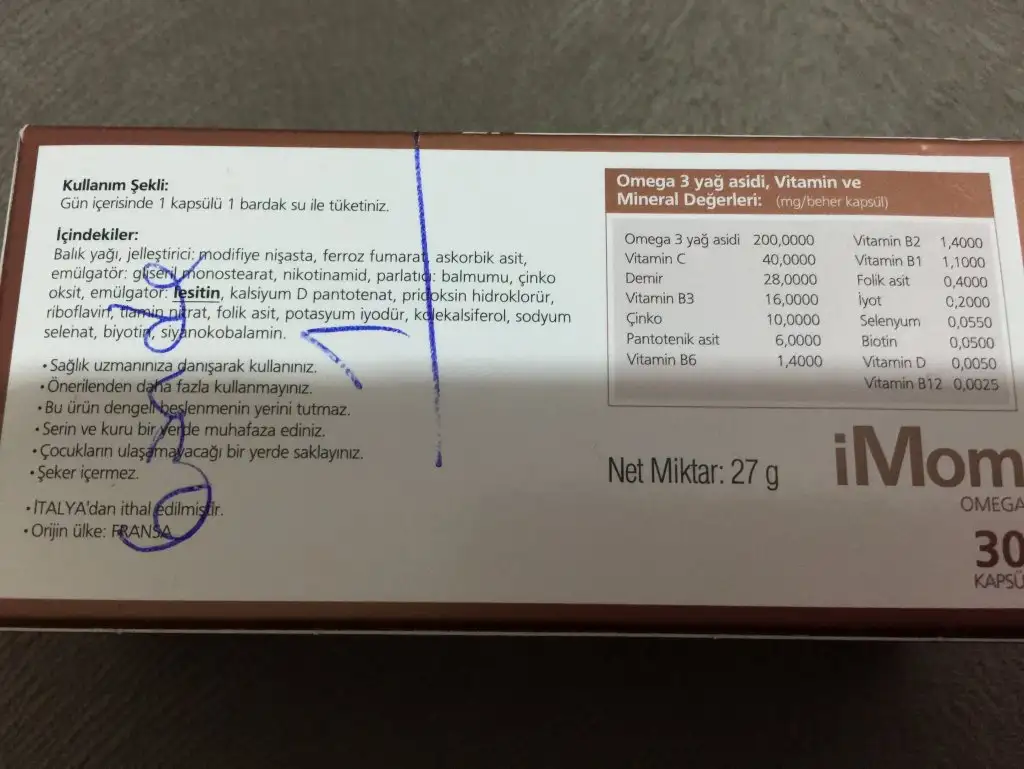 Kullanım Şekli:
Gün içerisinde 1 kapsülü 1 bardak su ile tüketiniz.
İçindekiler:
Balık yağı, jelleştirici: modifiye nişasta, ferroz fumarat, askorbik asit,
emülgatör: gliseril monostearat, nikotinamid, parlatıcı: balmumu, çinko
oksit, emülgatör: lesitin, kalsiyum D pantotenat, pridoksin hidroklorür,
riboflavin, tiamin nitrat, folik asit, potasyum iyodür, kolekalsiferol, sodyum
selenat, biyotin, siyanokobalamin.
• Sağlık uzmanınıza danışarak kullanınız.
• Önerilenden daha fazla kullanmayınız.
• Bu ürün dengeli beslenmenin yerini tutmaz.
• Serin ve kuru bir yerde muhafaza ediniz.
• Çocukların ulaşamayacağı bir yerde saklayınız.
• Şeker içermez.
• İTALYA'dan ithal edilmiştir.
• Orijin ülke: FRANSA
Omega 3 yağ asidi, Vitamin ve
Mineral Değerleri: (mg/beher kapsül)
Omega 3 yağ asidi 200,0000
Vitamin C 40,0000
Demir 28,0000
Vitamin B3 16,0000
Çinko 10,0000
Pantotenik asit 6,0000
Vitamin B6 1,4000
Vitamin B2 1,4000
Vitamin B1 1,1000
Folik asit 0,4000
İyot 0,2000
Selenyum 0,0550
Biotin 0,0500
Vitamin D 0,0050
Vitamin B12 0,0025
Net Miktar: 27 g
iMom
OMEGA
30
KAPSÜ